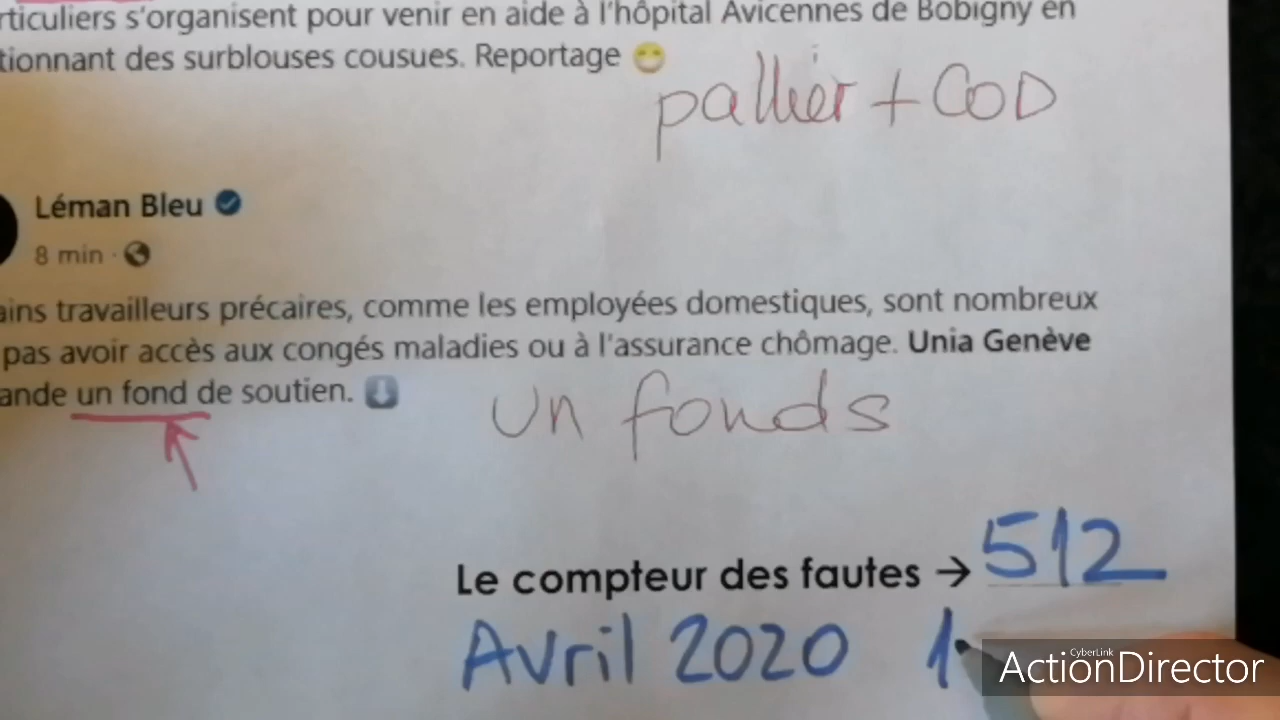 rticuliers s'organisent pour venir en aide à l'hôpital Avicennes de Bobigny en
tionnant des surblouses cousues. Reportage
pallier + COD
Léman Bleu
8 min ·
ains travailleurs précaires, comme les employées domestiques, sont nombreux
pas avoir accès aux congés maladies ou à l'assurance chômage. Unia Genève
ande un fond de soutien.
un fonds
Le compteur des fautes → 512
Avril 2020 1
CyberLink
ActionDirector